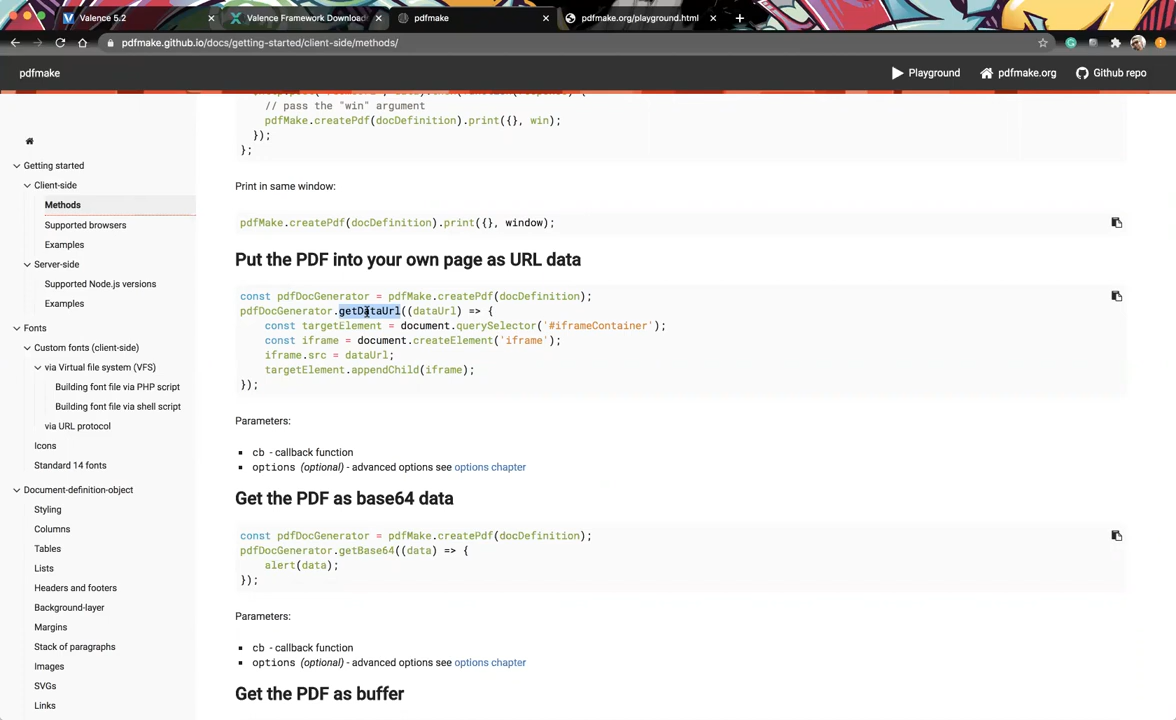 Valence 5.2
Valence Framework Download
pdfmake
pdfmake.org/playground.html
pdfmake.github.io/docs/getting-started/client-side/methods/
pdfmake
Playground
pdfmake.org
Github repo
Getting started
Client-side
Methods
Supported browsers
Examples
Server-side
Supported Node.js versions
Examples
Fonts
Custom fonts (client-side)
via Virtual file system (VFS)
Building font file via PHP script
Building font file via shell script
via URL protocol
Icons
Standard 14 fonts
Document-definition-object
Styling
Columns
Tables
Lists
Headers and footers
Background-layer
Margins
Stack of paragraphs
Images
SVGs
Links
// pass the "win" argument
pdfMake.createPdf(docDefinition).print({}, win);
});
};
Print in same window:
pdfMake.createPdf(docDefinition).print({}, window);
Put the PDF into your own page as URL data
const pdfDocGenerator = pdfMake.createPdf(docDefinition);
pdfDocGenerator.getDataUrl((dataUrl) => {
const targetElement = document.querySelector('#iframeContainer');
const iframe = document.createElement('iframe');
iframe.src = dataUrl;
targetElement.appendChild(iframe);
});
Parameters:
cb - callback function
options (optional) - advanced options see options chapter
Get the PDF as base64 data
const pdfDocGenerator = pdfMake.createPdf(docDefinition);
pdfDocGenerator.getBase64((data) => {
alert(data);
});
Parameters:
cb - callback function
options (optional) - advanced options see options chapter
Get the PDF as buffer